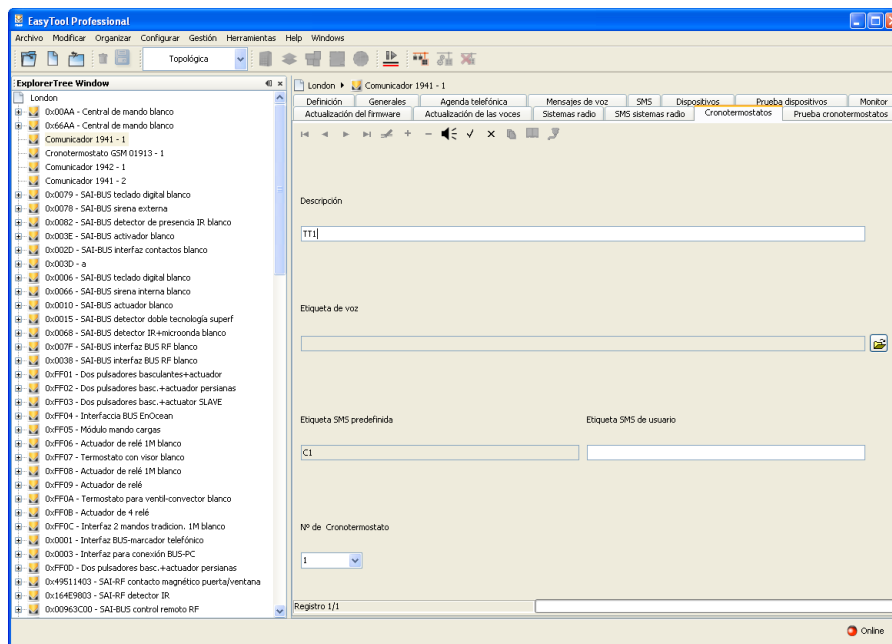 EasyTool Professional
Archivo Modificar Organizar Configurar Gestión Herramientas Help Windows
Topológica
ExplorerTree Window
London
0x00AA - Central de mando blanco
0x66AA - Central de mando blanco
Comunicador 1941 - 1
Cronotermostato GSM 01913 - 1
Comunicador 1942 - 1
Comunicador 1941 - 2
0x0079 - SAI-BUS teclado digital blanco
0x0078 - SAI-BUS sirena externa
0x0082 - SAI-BUS detector de presencia IR blanco
0x003E - SAI-BUS activador blanco
0x002D - SAI-BUS interfaz contactos blanco
0x003D - a
0x0006 - SAI-BUS teclado digital blanco
0x0066 - SAI-BUS sirena interna blanco
0x0010 - SAI-BUS actuador blanco
0x0015 - SAI-BUS detector doble tecnología superf
0x0068 - SAI-BUS detector IR+microonda blanco
0x007F - SAI-BUS interfaz BUS RF blanco
0x0038 - SAI-BUS interfaz BUS RF blanco
0xFF01 - Dos pulsadores basculantes+actuador
0xFF02 - Dos pulsadores basc.+actuador persianas
0xFF03 - Dos pulsadores basc.+actuator SLAVE
0xFF04 - Interfaccia BUS EnOcean
0xFF05 - Módulo mando cargas
0xFF06 - Actuador de relé 1M blanco
0xFF07 - Termostato con visor blanco
0xFF08 - Actuador de relé 1M blanco
0xFF09 - Actuador de relé
0xFF0A - Termostato para ventil-convector blanco
0xFF0B - Actuador de 4 relé
0xFF0C - Interfaz 2 mandos tradicion. 1M blanco
0x0001 - Interfaz BUS-marcador telefónico
0x0003 - Interfaz para conexión BUS-PC
0xFF0D - Dos pulsadores basc.+actuador persianas
0x49511403 - SAI-RF contacto magnético puerta/ventana
0x164E9803 - SAI-RF detector IR
0x00963C00 - SAI-BUS control remoto RF
London Comunicador 1941 - 1
Definición Generales Agenda telefónica Mensajes de voz SMS Dispositivos Prueba dispositivos Monitor
Actualización del firmware Actualización de las voces Sistemas radio SMS sistemas radio Cronotermostatos Prueba cronotermostatos
Descripción
TT1
Etiqueta de voz
Etiqueta SMS predefinida Etiqueta SMS de usuario
C1
Nº de Cronotermostato
1
Registro 1/1
Online